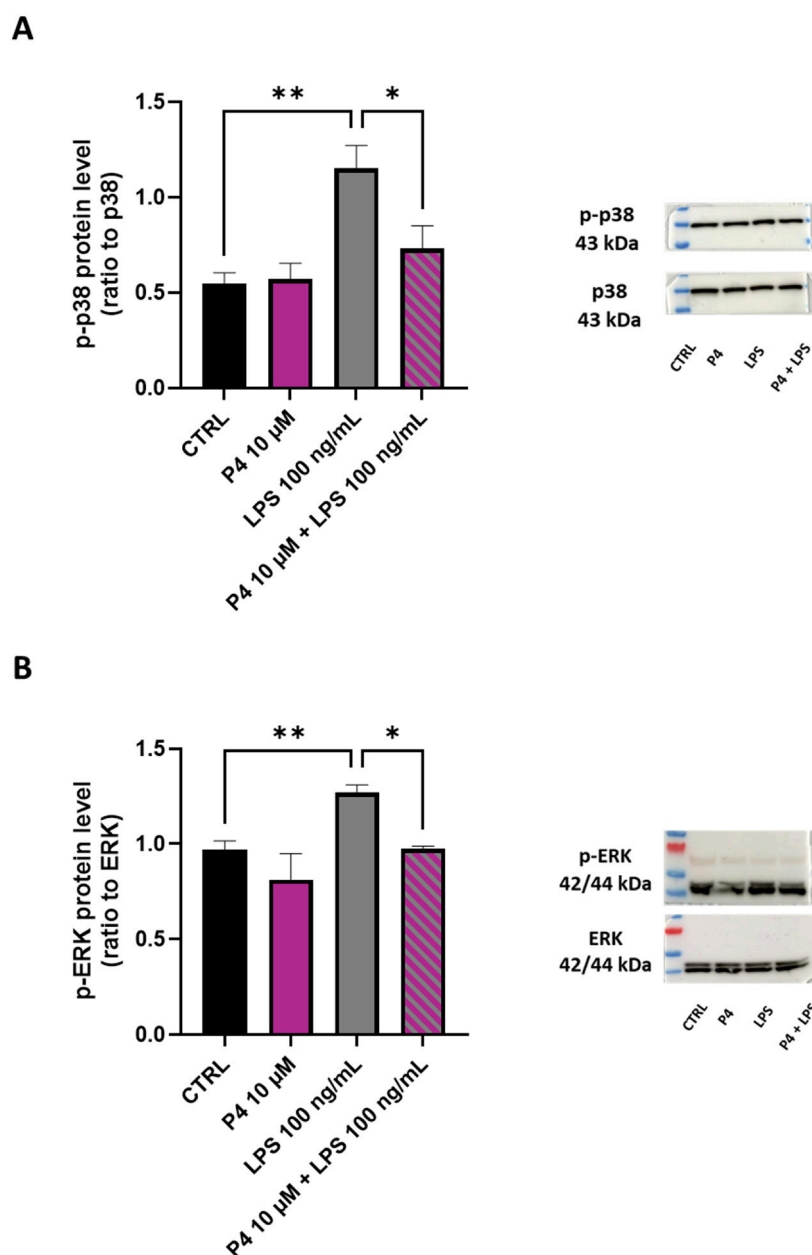 A
** *
1.5
1.0
0.5
0.0
p-p38 protein level
(ratio to p38)
CTRL
P4 10 µM
LPS 100 ng/mL
P4 10 µM + LPS 100 ng/mL
p-p38
43 kDa
p38
43 kDa
CTRL
P4
LPS
P4 + LPS
B
** *
1.5
1.0
0.5
0.0
p-ERK protein level
(ratio to ERK)
CTRL
P4 10 µM
LPS 100 ng/mL
P4 10 µM + LPS 100 ng/mL
p-ERK
42/44 kDa
ERK
42/44 kDa
CTRL
P4
LPS
P4 + LPS